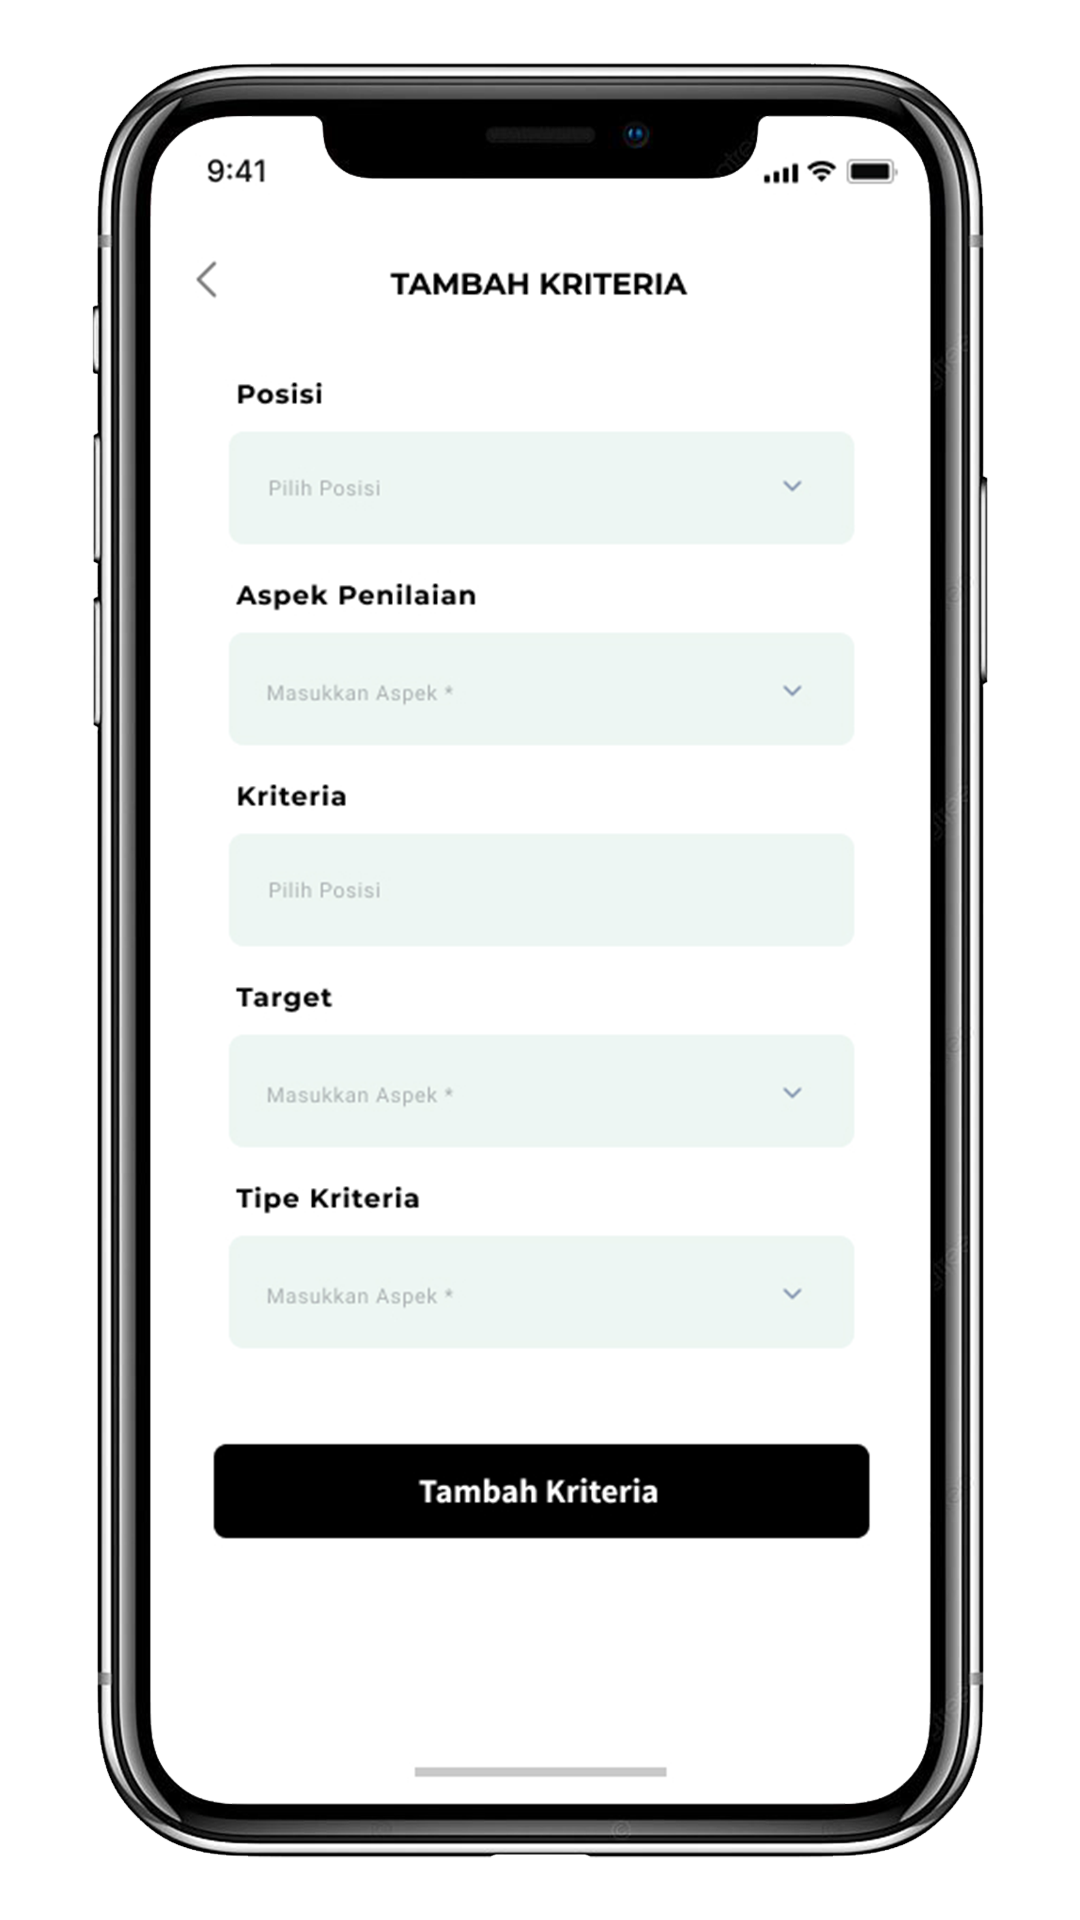 9:41
TAMBAH KRITERIA
Posisi
Pilih Posisi
Aspek Penilaian
Masukkan Aspek *
Kriteria
Pilih Posisi
Target
Masukkan Aspek *
Tipe Kriteria
Masukkan Aspek *
Tambah Kriteria